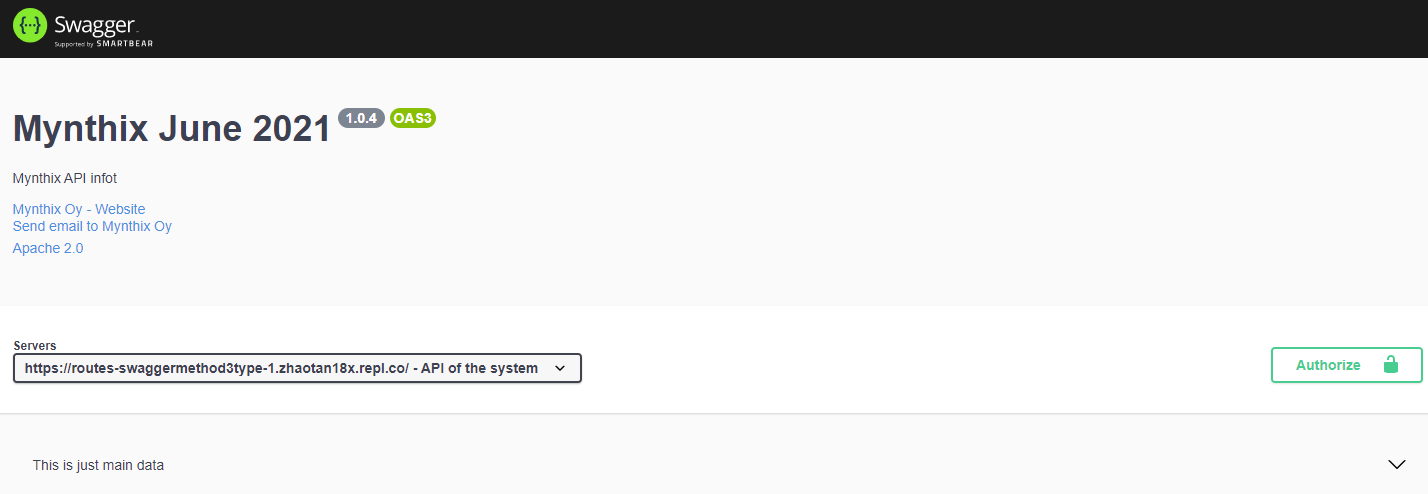 {···} Swagger
Supported by SMARTBEAR
Mynthix June 2021 1.0.4 OAS3
Mynthix API infot
Mynthix Oy - Website
Send email to Mynthix Oy
Apache 2.0
Servers
https://routes-swaggermethod3type-1.zhaotan18x.repl.co/ - API of the system
Authorize
This is just main data